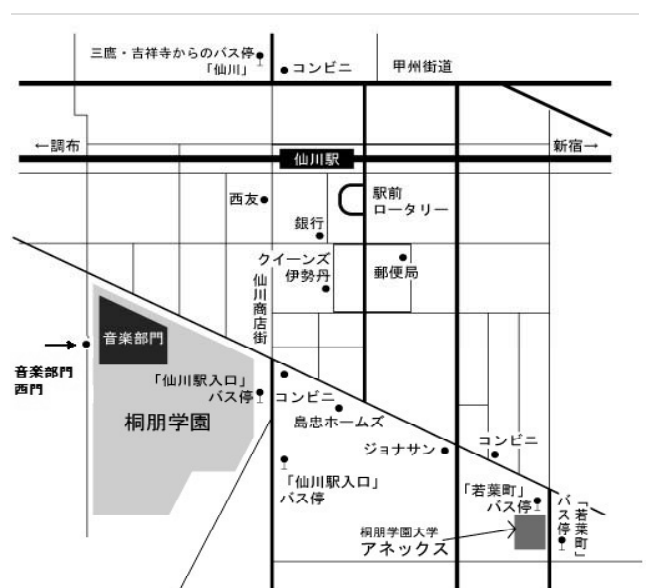 三鷹・吉祥寺からのバス停
「仙川」
コンビニ
甲州街道
←調布
仙川駅
新宿→
西友
駅前
ロータリー
銀行
クイーンズ
伊勢丹
郵便局
仙川商店街
音楽部門
音楽部門
西門
「仙川駅入口」
バス停
コンビニ
桐朋学園
島忠ホームズ
ジョナサン
コンビニ
「仙川駅入口」
バス停
「若葉町」
バス停
「若葉町」
バス停
桐朋学園大学
アネックス